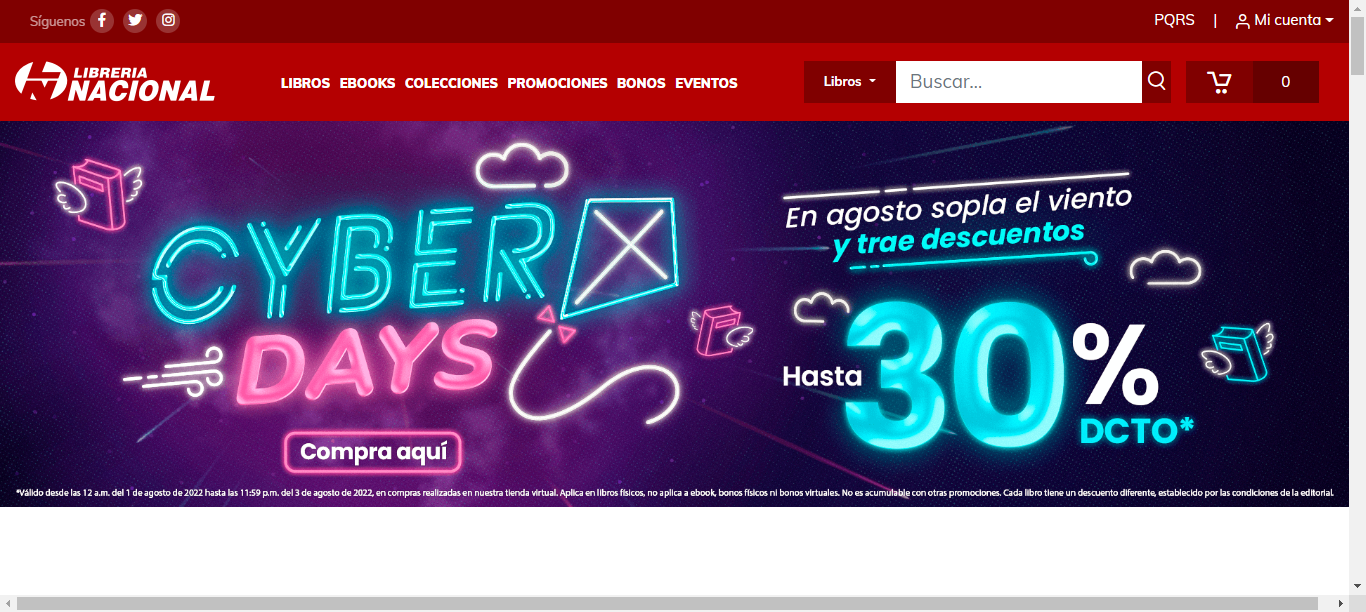 Síguenos
PQRS | Mi cuenta
LIBRERIA
NACIONAL
LIBROS EBOOKS COLECCIONES PROMOCIONES BONOS EVENTOS
Libros
Buscar...
0
CYBER
DAYS
Compra aquí
En agosto sopla el viento
y trae descuentos
Hasta 30%
DCTO*
*Válido desde las 12 a.m. del 1 de agosto de 2022 hasta las 11:59 p.m. del 3 de agosto de 2022, en compras realizadas en nuestra tienda virtual. Aplica en libros físicos, no aplica a ebook, bonos físicos ni bonos virtuales. No es acumulable con otras promociones. Cada libro tiene un descuento diferente, establecido por las condiciones de la editorial.